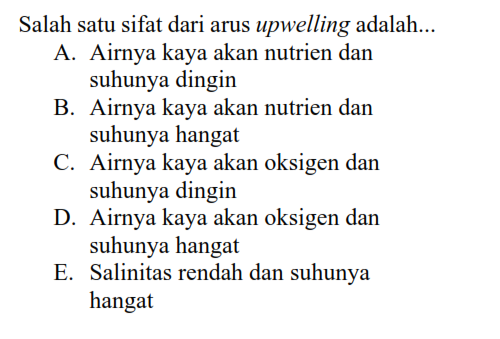 Salah satu sifat dari arus upwelling adalah...
A. Airnya kaya akan nutrien dan
suhunya dingin
B. Airnya kaya akan nutrien dan
suhunya hangat
C. Airnya kaya akan oksigen dan
suhunya dingin
D. Airnya kaya akan oksigen dan
suhunya hangat
E. Salinitas rendah dan suhunya
hangat